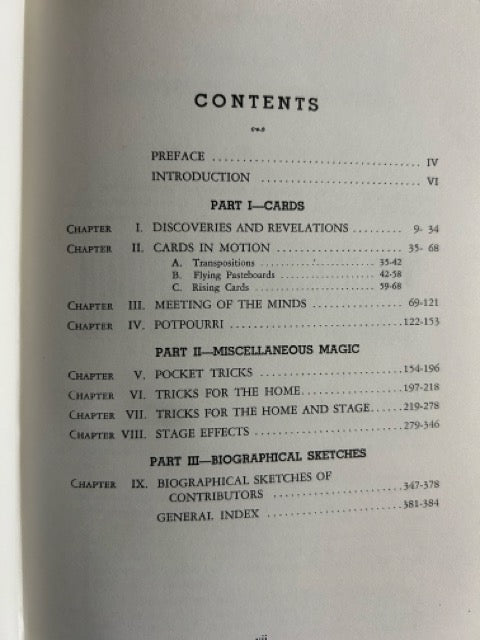 CONTENTS
PREFACE ........................................ IV
INTRODUCTION .............................. VI
PART I—CARDS
CHAPTER I. DISCOVERIES AND REVELATIONS ......... 9- 34
CHAPTER II. CARDS IN MOTION .................... 35- 68
A. Transpositions .................... 35-42
B. Flying Pasteboards .................... 42-58
C. Rising Cards .................... 59-68
CHAPTER III. MEETING OF THE MINDS ............... 69-121
CHAPTER IV. POTPOURRI ............................ 122-153
PART II—MISCELLANEOUS MAGIC
CHAPTER V. POCKET TRICKS ........................ 154-196
CHAPTER VI. TRICKS FOR THE HOME ............... 197-218
CHAPTER VII. TRICKS FOR THE HOME AND STAGE...... 219-278
CHAPTER VIII. STAGE EFFECTS ........................ 279-346
PART III—BIOGRAPHICAL SKETCHES
CHAPTER IX. BIOGRAPHICAL SKETCHES OF
CONTRIBUTORS .................... 347-378
GENERAL INDEX ........................ 381-384